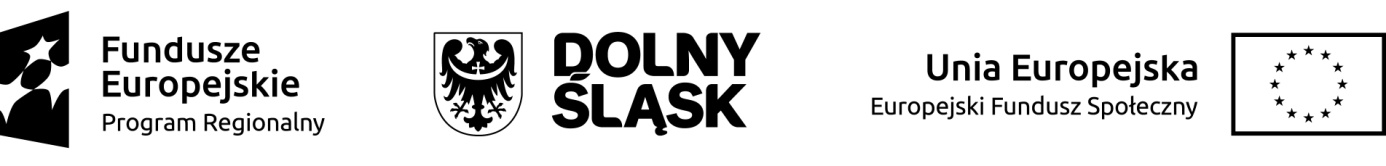 Fundusze
Europejskie
Program Regionalny
DOLNY
ŚLĄSK
Unia Europejska
Europejski Fundusz Społeczny